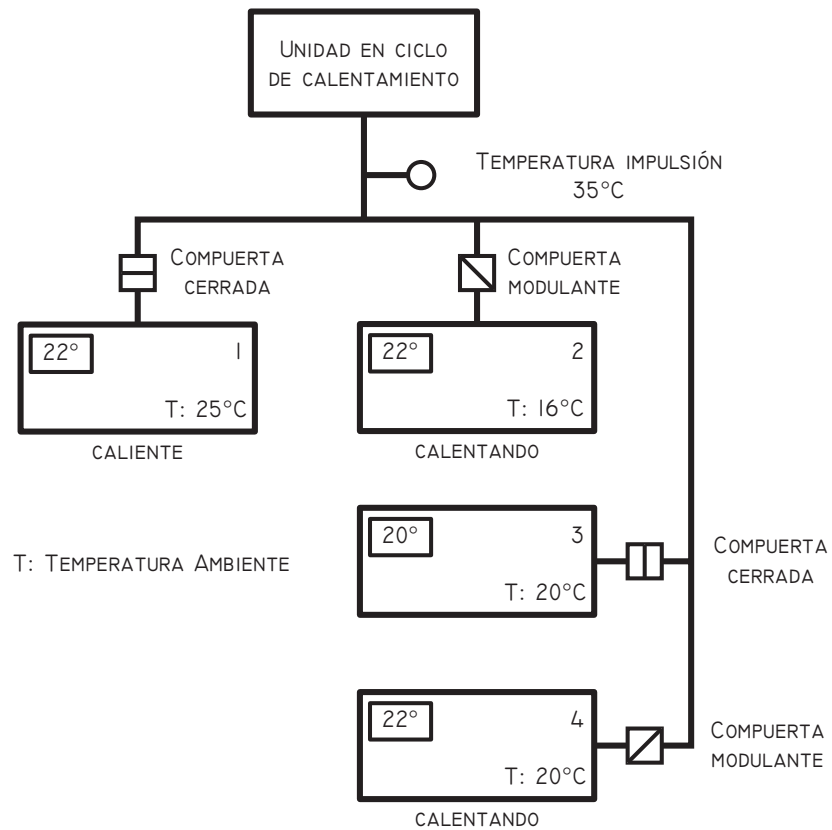 UNIDAD EN CICLO
DE CALENTAMIENTO
TEMPERATURA IMPULSIÓN
35°C
COMPUERTA
CERRADA
COMPUERTA
MODULANTE
22°
1
T: 25°C
CALIENTE
22°
2
T: 16°C
CALENTANDO
20°
3
T: 20°C
COMPUERTA
CERRADA
T: TEMPERATURA AMBIENTE
22°
4
T: 20°C
CALENTANDO
COMPUERTA
MODULANTE